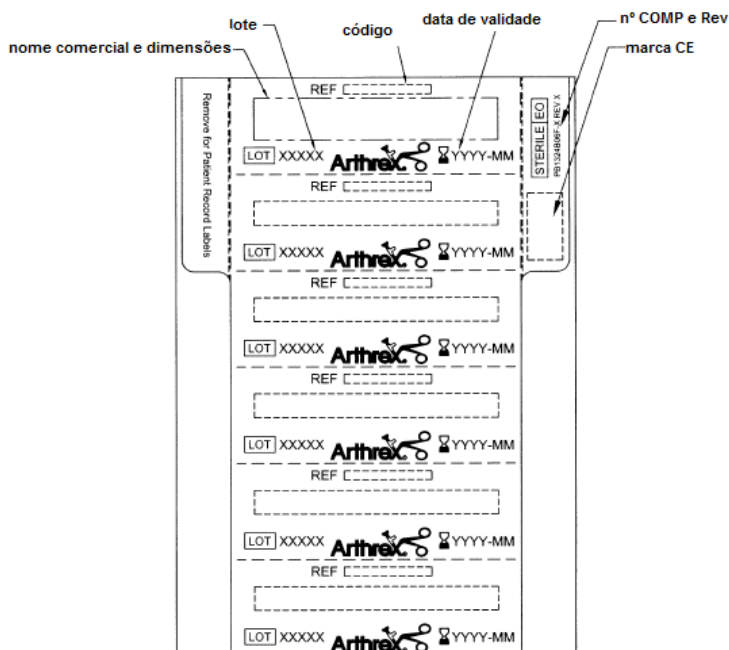 lote
código
data de validade
nº COMP e Rev
nome comercial e dimensões
marca CE
Remove for Patient Record Labels
REF
LOT XXXXX Arthrex YYYY-MM
STERILE EO
PB1324B06F-X REV X
REF
LOT XXXXX Arthrex YYYY-MM
REF
LOT XXXXX Arthrex YYYY-MM
REF
LOT XXXXX Arthrex YYYY-MM
REF
LOT XXXXX Arthrex YYYY-MM
REF
LOT XXXXX Arthrex YYYY-MM